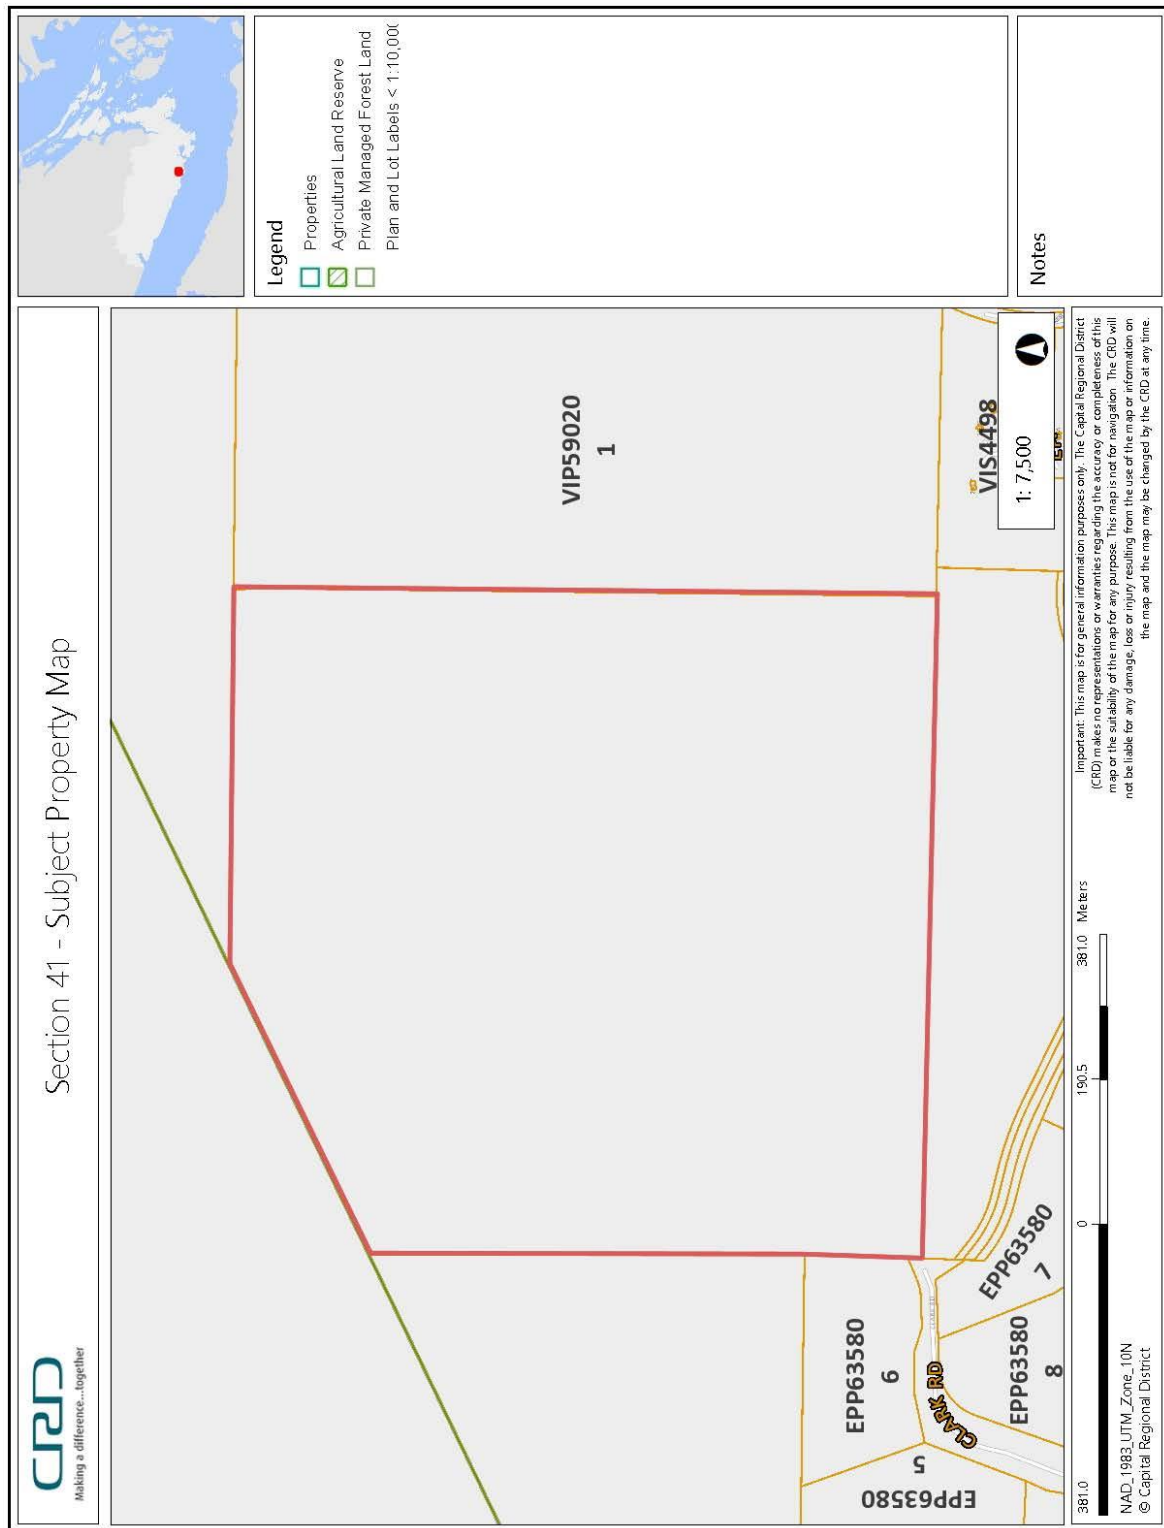 CRD
Making a difference...together
Section 41 - Subject Property Map
VIP59020
1
VIS4498
EPP63580
6
EPP63580
5
EPP63580
7
EPP63580
8
CLARK RD
CLARK RD
1: 7,500
Legend
Properties
Agricultural Land Reserve
Private Managed Forest Land
Plan and Lot Labels < 1:10,000
Notes
381.0
0
190.5
381.0 Meters
NAD_1983_UTM_Zone_10N
© Capital Regional District
Important: This map is for general information purposes only. The Capital Regional District
(CRD) makes no representations or warranties regarding the accuracy or completeness of this
map or the suitability of the map for any purpose. This map is not for navigation. The CRD will
not be liable for any damage, loss or injury resulting from the use of the map or information on
the map and the map may be changed by the CRD at any time.